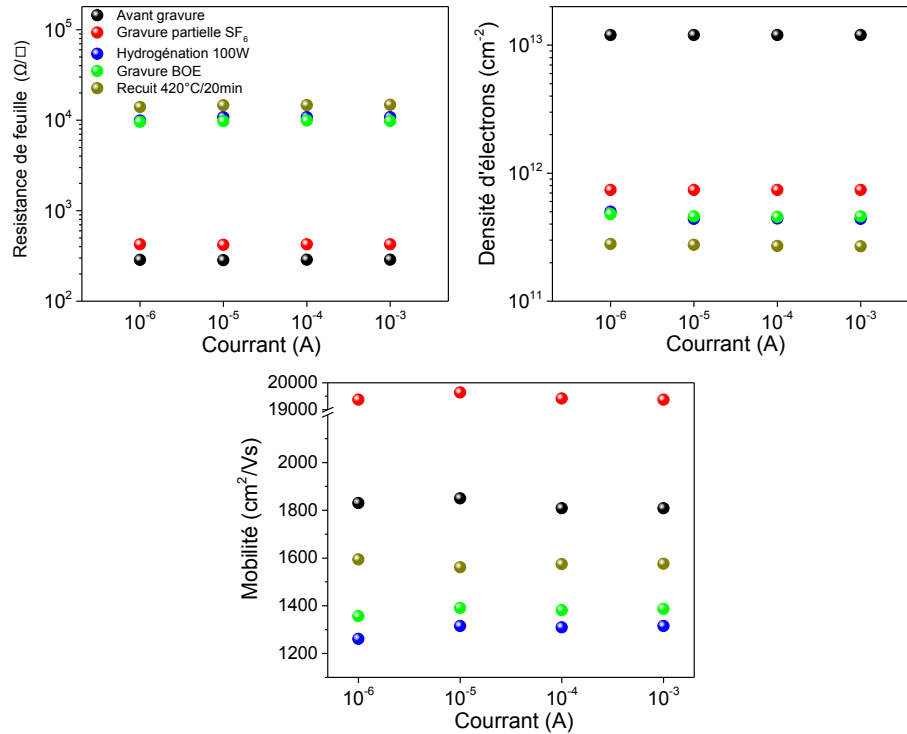 Avant gravure
Gravure partielle SF6
Hydrogénation 100W
Gravure BOE
Recuit 420°C/20min
Resistance de feuille (Ω/□)
10^5
10^4
10^3
10^2
10^-6 10^-5 10^-4 10^-3
Courrant (A)
Densité d'électrons (cm^-2)
10^13
10^12
10^11
10^-6 10^-5 10^-4 10^-3
Courrant (A)
Mobilité (cm^2/Vs)
20000
19000
2000
1800
1600
1400
1200
10^-6 10^-5 10^-4 10^-3
Courrant (A)